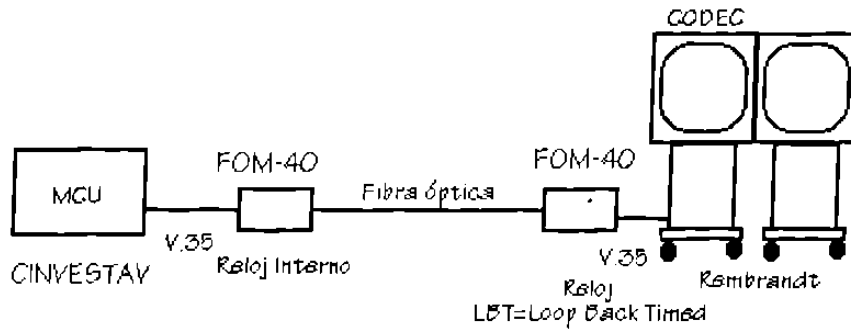 CODEC
FOM-40
FOM-40
MCU
Fibra óptica
V.35
V.35
CINVESTAV
Reloj Interno
Reloj
Rembrandt
LBT=Loop Back Timed